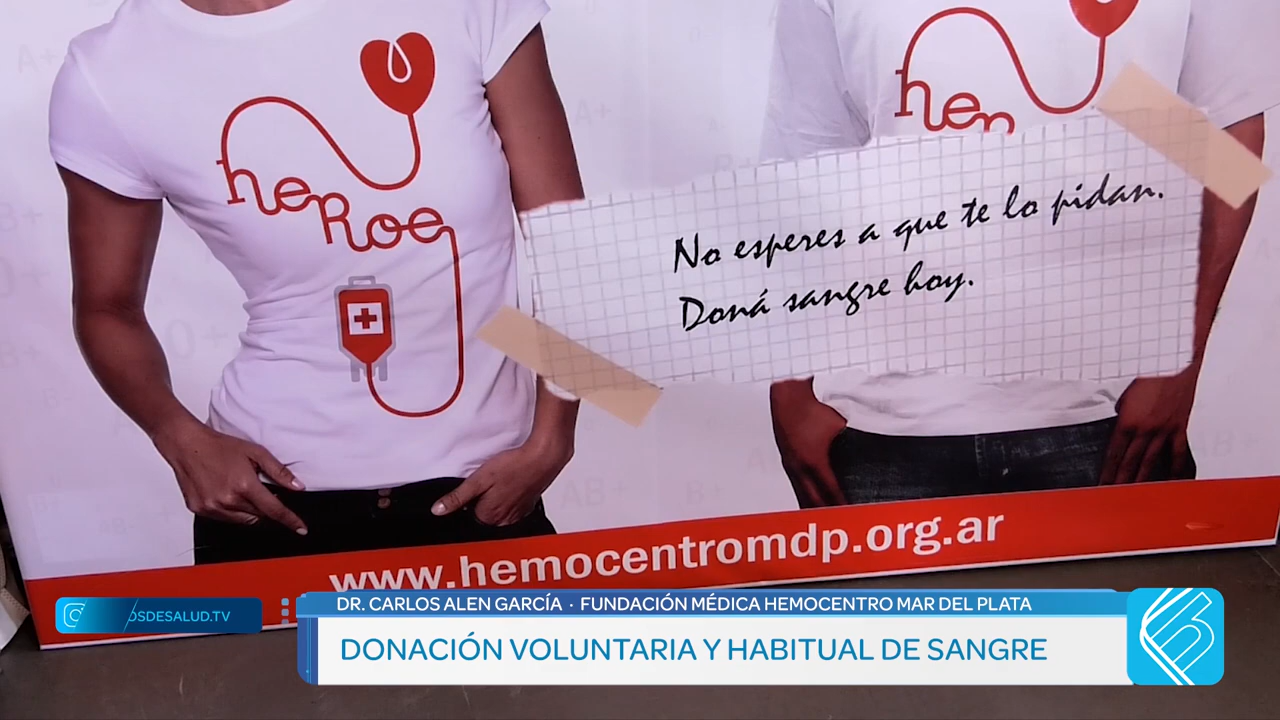 heRoe
hen
No esperes a que te lo pidan.
Doná sangre hoy.
www.hemocentromdp.org.ar
OSDESALUD.TV
DR. CARLOS ALEN GARCÍA · FUNDACIÓN MÉDICA HEMOCENTRO MAR DEL PLATA
DONACIÓN VOLUNTARIA Y HABITUAL DE SANGRE